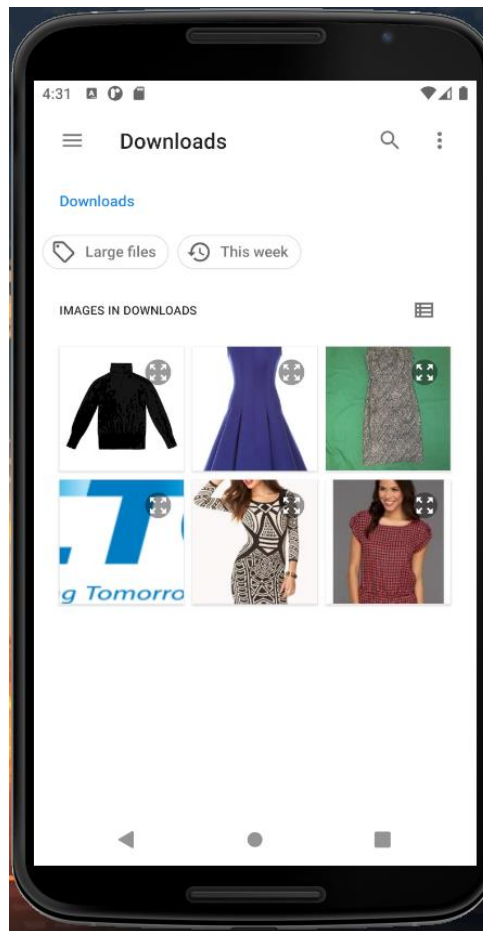 4:31
Downloads
Downloads
Large files
This week
IMAGES IN DOWNLOADS
g Tomorro